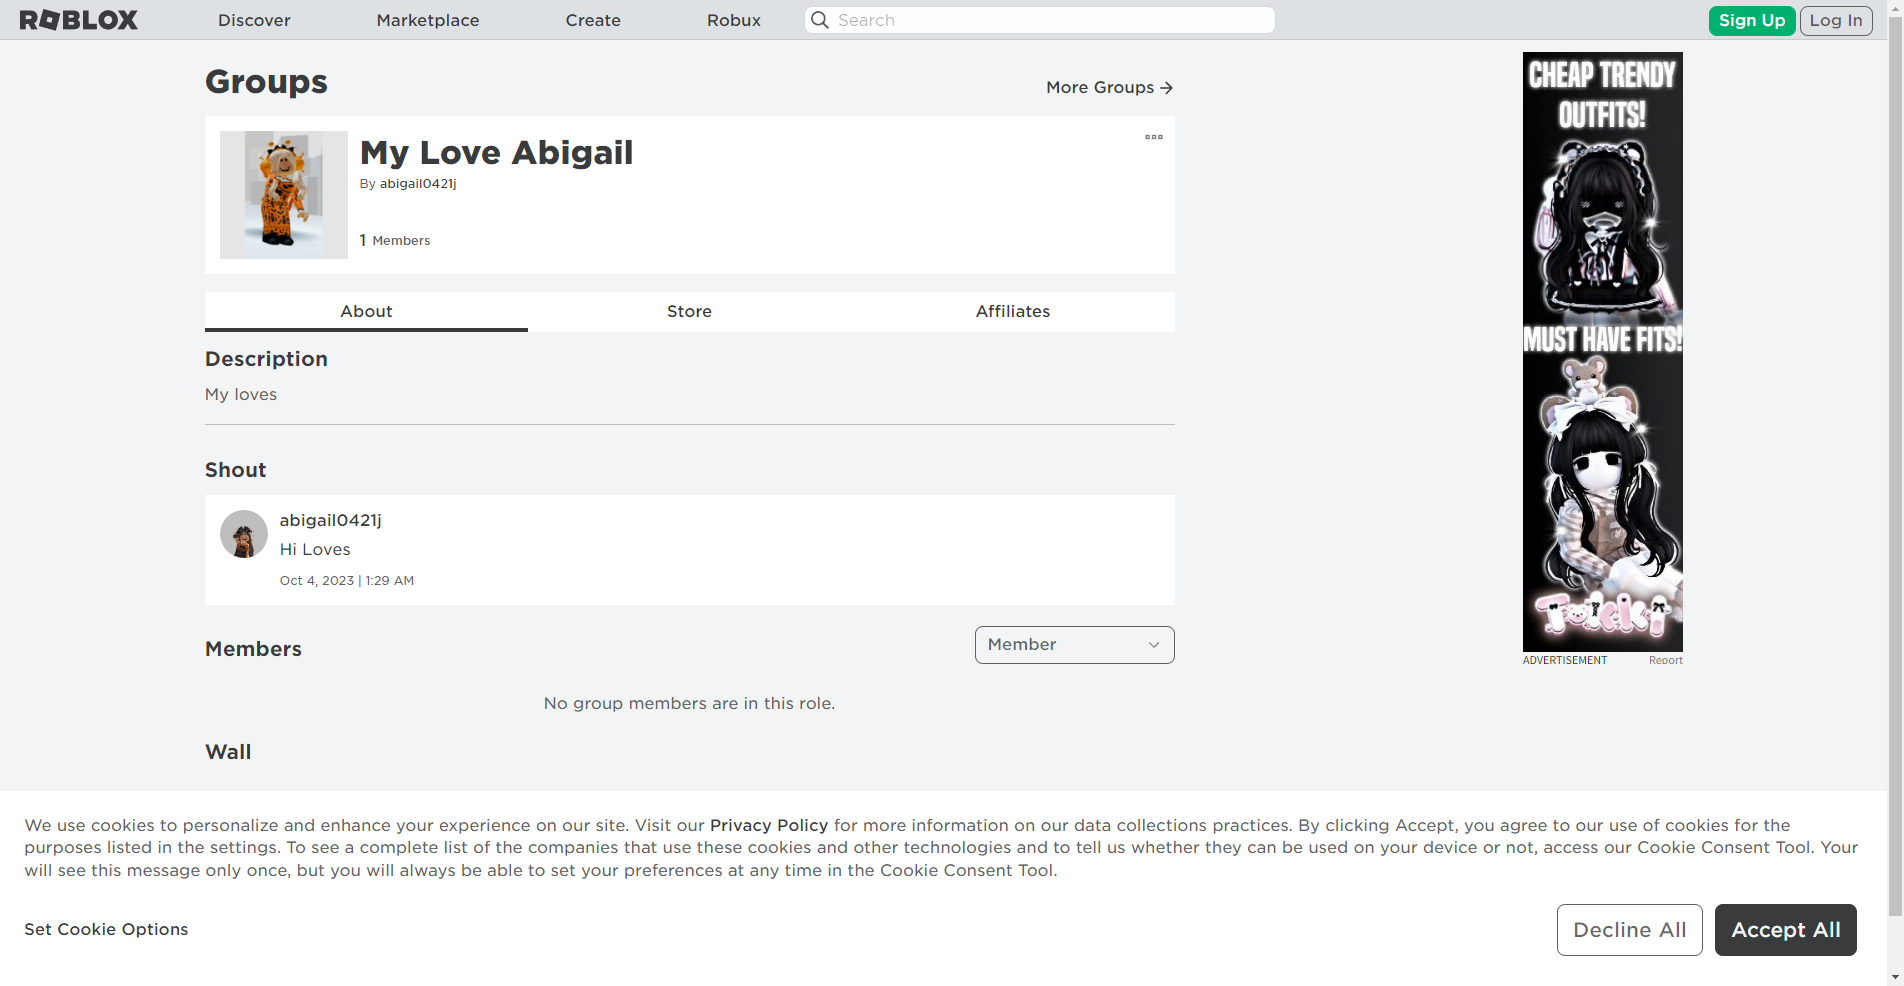 ROBLOX
Discover
Marketplace
Create
Robux
Search
Sign Up
Log In
Groups
More Groups
My Love Abigail
By abigail0421j
1 Members
About
Store
Affiliates
Description
My loves
Shout
abigail0421j
Hi Loves
Oct 4, 2023 | 1:29 AM
Members
Member
No group members are in this role.
Wall
CHEAP TRENDY
OUTFITS!
MUST HAVE FITS!
Tokki
ADVERTISEMENT
Report
We use cookies to personalize and enhance your experience on our site. Visit our Privacy Policy for more information on our data collections practices. By clicking Accept, you agree to our use of cookies for the
purposes listed in the settings. To see a complete list of the companies that use these cookies and other technologies and to tell us whether they can be used on your device or not, access our Cookie Consent Tool. Your
will see this message only once, but you will always be able to set your preferences at any time in the Cookie Consent Tool.
Set Cookie Options
Decline All
Accept All